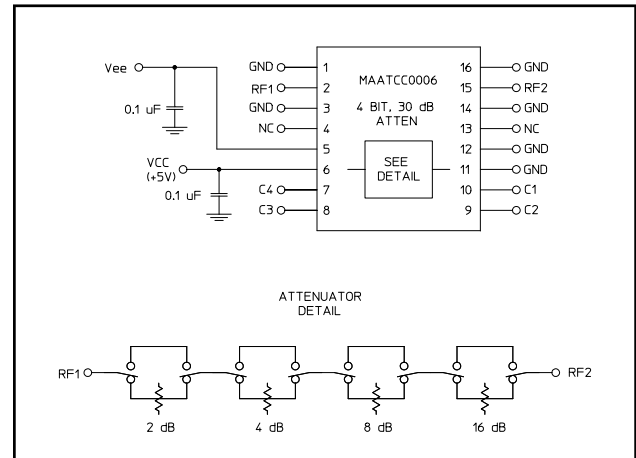 Vee
0.1 uF
VCC
(+5V)
0.1 uF
GND 1
RF1 2
GND 3
NC 4
5
6
C4 7
C3 8
MAATCC0006
4 BIT, 30 dB
ATTEN
SEE
DETAIL
16 GND
15 RF2
14 GND
13 NC
12 GND
11 GND
10 C1
9 C2
ATTENUATOR
DETAIL
RF1
RF2
2 dB
4 dB
8 dB
16 dB